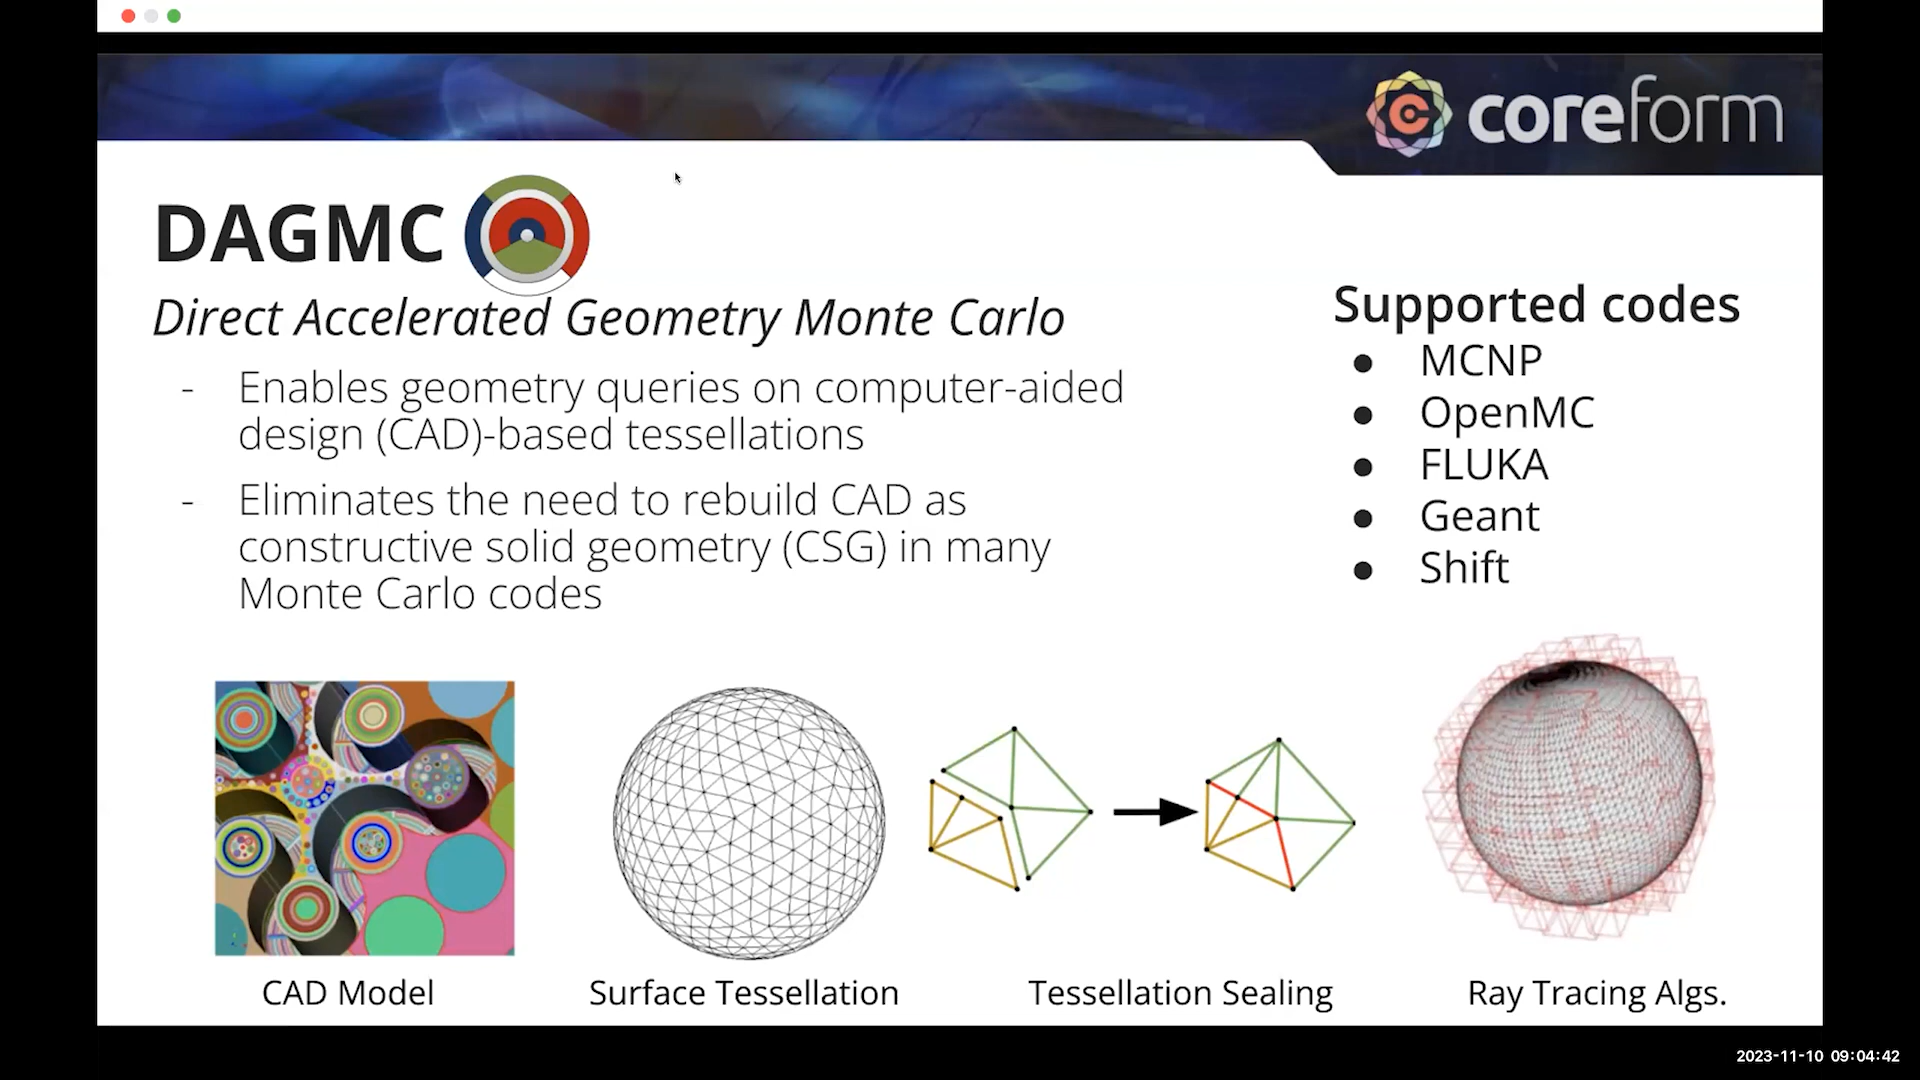 coreform
DAGMC
Direct Accelerated Geometry Monte Carlo
- Enables geometry queries on computer-aided
design (CAD)-based tessellations
- Eliminates the need to rebuild CAD as
constructive solid geometry (CSG) in many
Monte Carlo codes
Supported codes
● MCNP
● OpenMC
● FLUKA
● Geant
● Shift
CAD Model
Surface Tessellation
Tessellation Sealing
Ray Tracing Algs.
2023-11-10 09:04:42